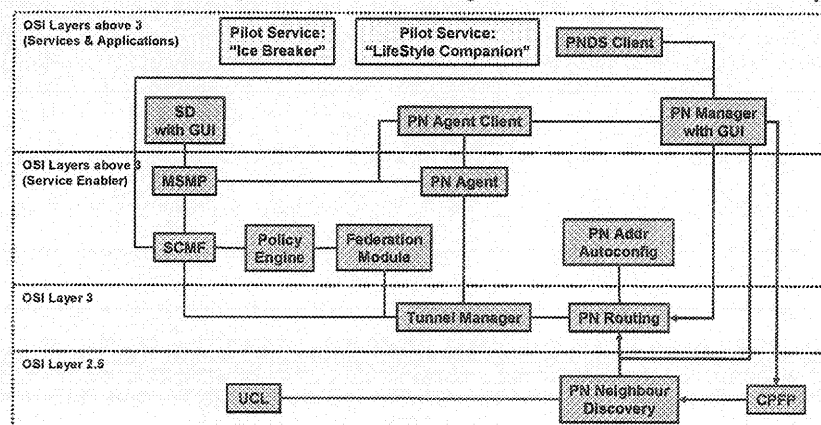 OSI Layers above 3
(Services & Applications)
Pilot Service:
"Ice Breaker"
Pilot Service:
"LifeStyle Companion"
PNDS Client
SD
with GUI
PN Agent Client
PN Manager
with GUI
OSI Layers above 3
(Service Enabler)
MSMP
PN Agent
SCMF
Policy
Engine
Federation
Module
PN Addr
Autoconfig
OSI Layer 3
Tunnel Manager
PN Routing
OSI Layer 2.5
UCL
PN Neighbour
Discovery
CPFP